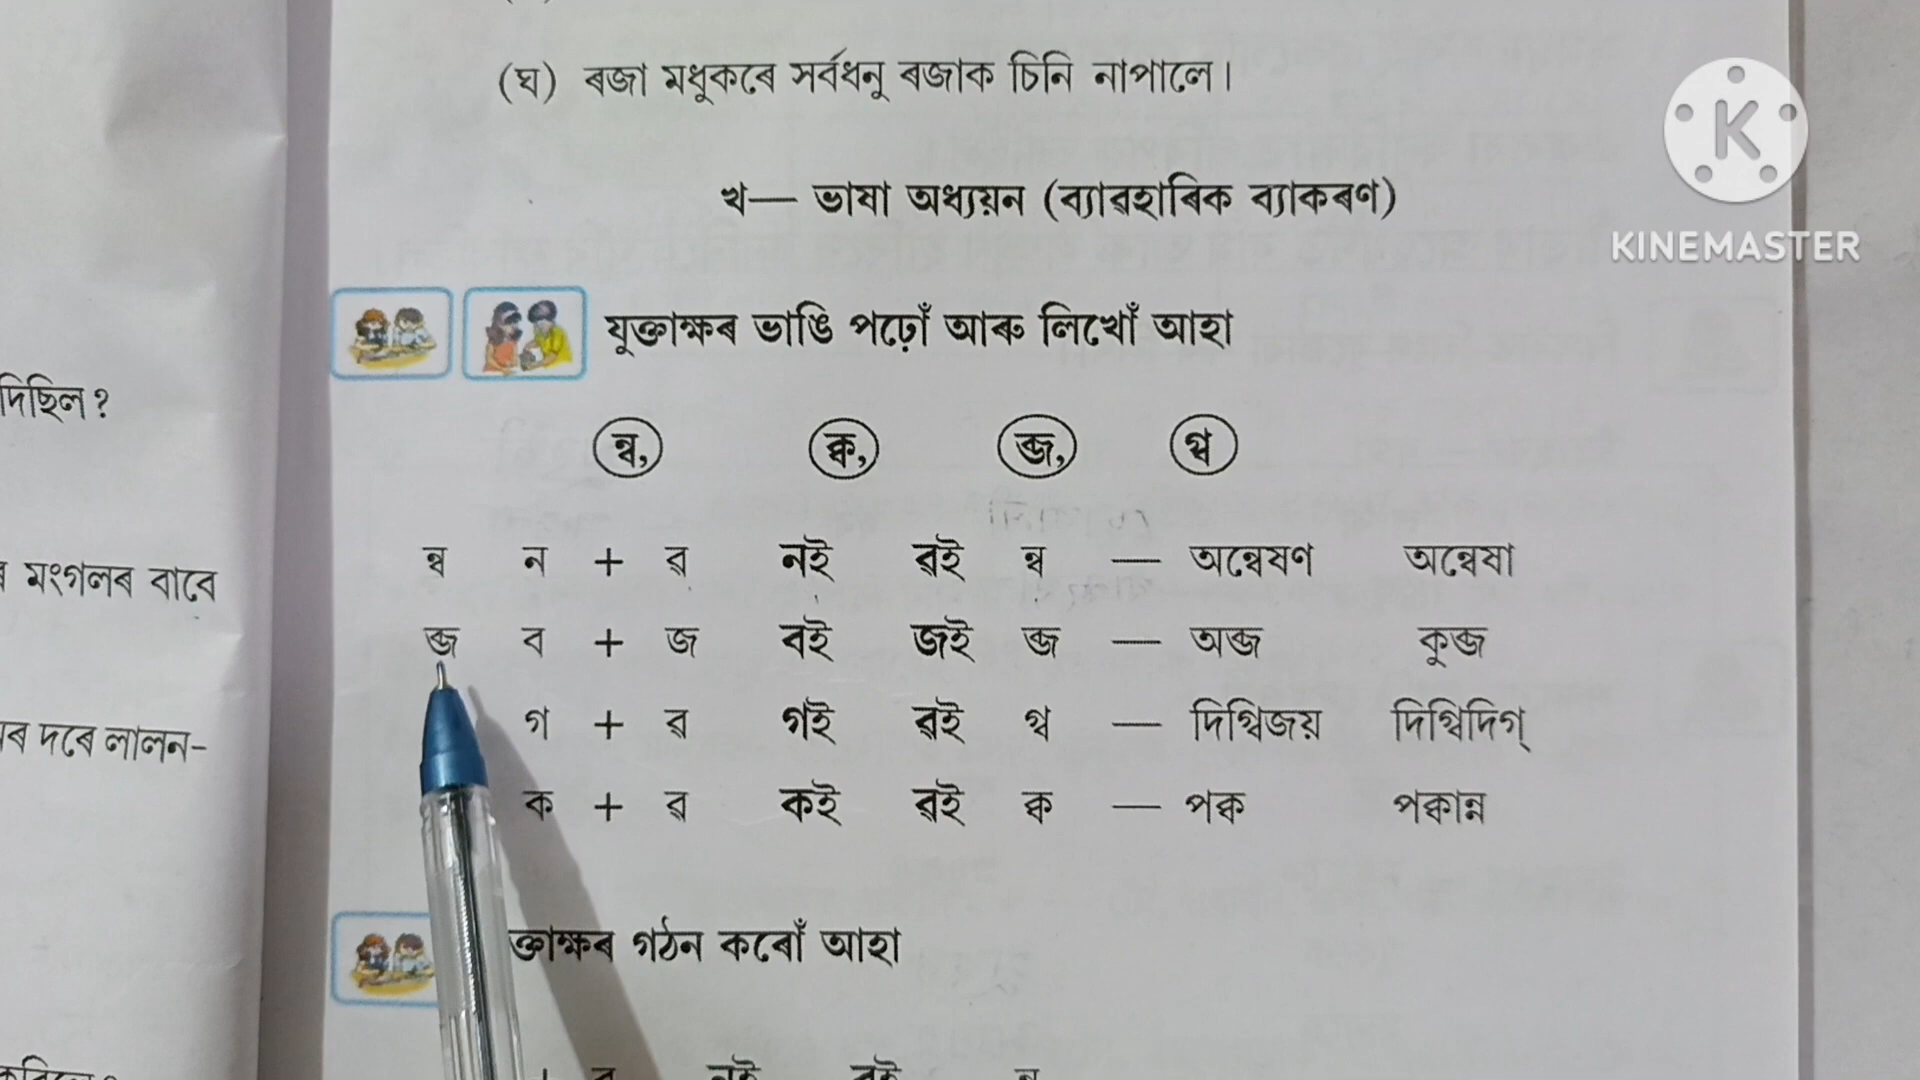 (ঘ) ৰজা মধুকৰে সৰ্বধনু ৰজাক চিনি নাপালে।
K
KINEMASTER
খ— ভাষা অধ্যয়ন (ব্যাৱহাৰিক ব্যাকৰণ)
যুক্তাক্ষৰ ভাঙি পঢ়োঁ আৰু লিখোঁ আহা
দিছিল?
ন্ব, ক্ব, ব্জ, গ্ব
ন্ব ন + ৱ নই ৱই ন্ব — অন্বেষণ অন্বেষা
মংগলৰ বাবে
ব্জ ব + জ বই জই ব্জ — অব্জ কুব্জ
গ + ৱ গই ৱই গ্ব — দিগ্বিজয় দিগ্বিদিগ্
দৰে লালন-
ক + ৱ কই ৱই ক্ব — পক্ব পক্বান্ন
ক্তাক্ষৰ গঠন কৰোঁ আহা